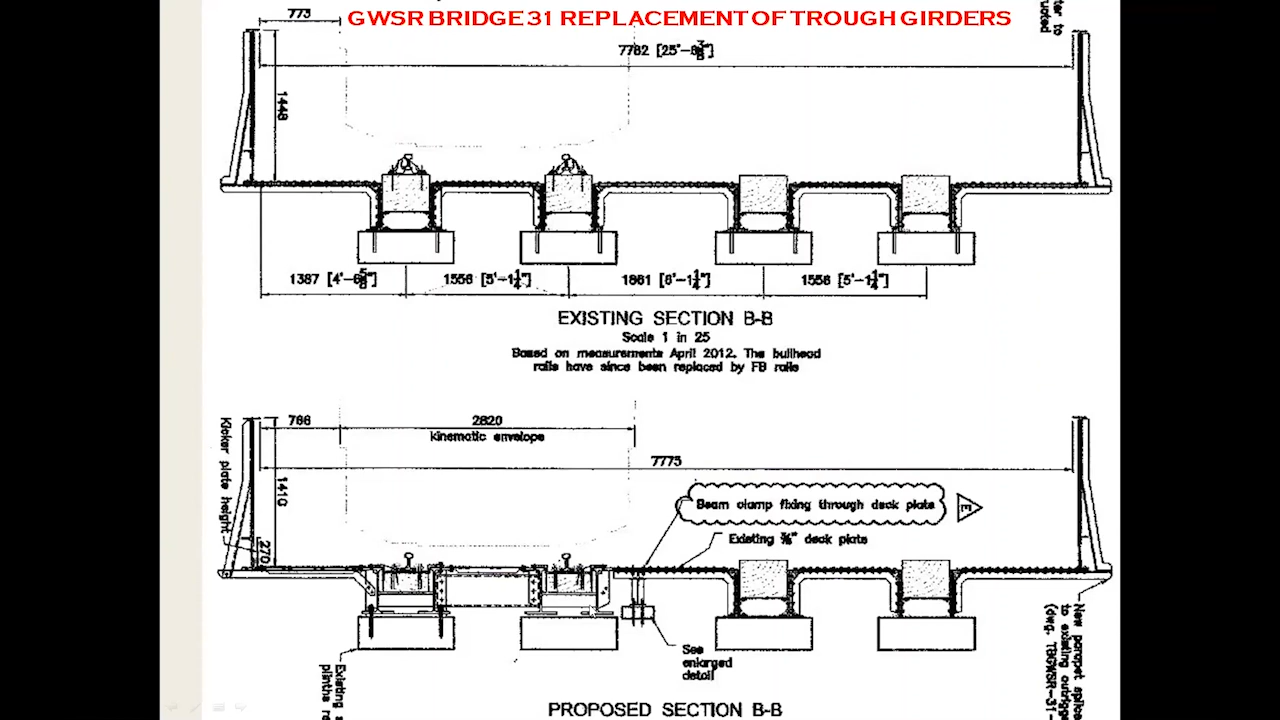 GWSR BRIDGE 31 REPLACEMENT OF TROUGH GIRDERS
773
7782 [25'-6⅜"]
1448
1387 [4'-6⅝"]
1556 [5'-1¼"]
1861 [6'-1¼"]
1556 [5'-1¼"]
EXISTING SECTION B-B
Scale 1 in 25
Based on measurements April 2012. The bullhead
rails have since been replaced by FB rails
Kicker plate height
766
2820
kinematic envelope
7775
1410
270
Beam clamp fixing through deck plate
E
Existing ⅜" deck plate
See
enlarged
detail
Existing
plinths
New parapet
to existing
(dwg. TBGWSR-31-
PROPOSED SECTION B-B